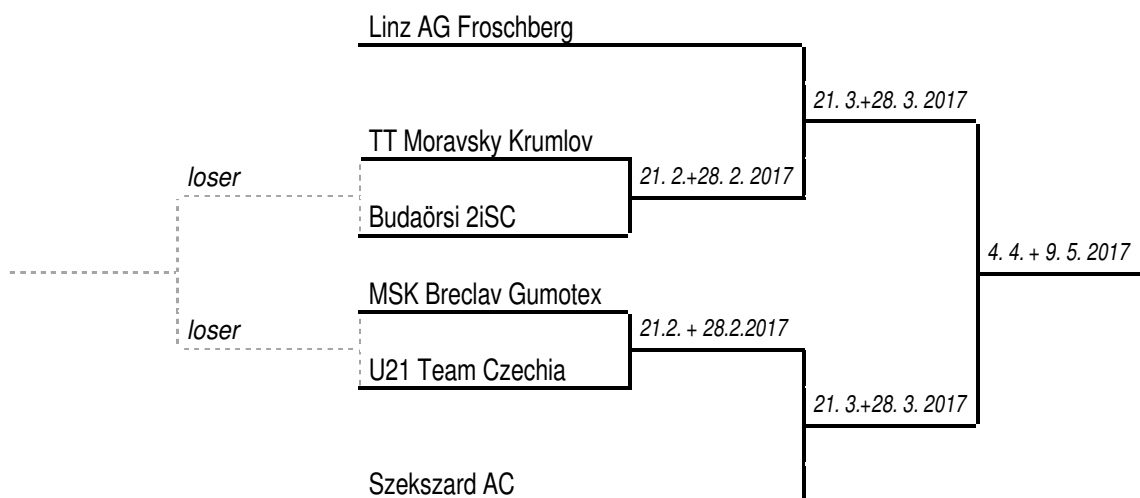 Linz AG Froschberg
21. 3.+28. 3. 2017
TT Moravsky Krumlov
loser
21. 2.+28. 2. 2017
Budaörsi 2iSC
4. 4. + 9. 5. 2017
MSK Breclav Gumotex
loser
21.2. + 28.2.2017
U21 Team Czechia
21. 3.+28. 3. 2017
Szekszard AC